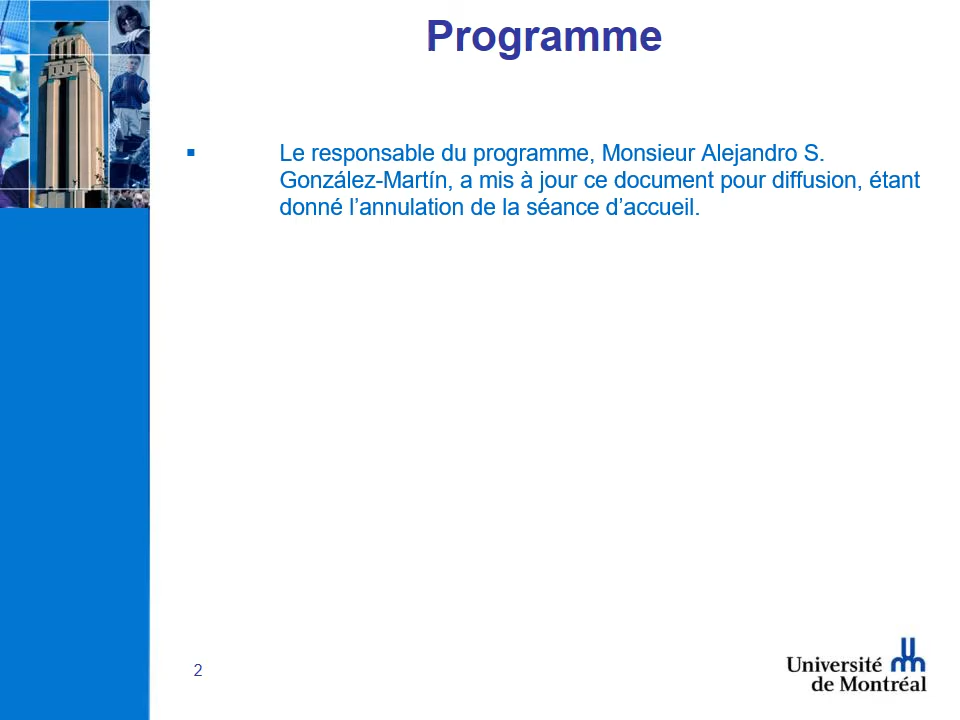 Programme
▪ Le responsable du programme, Monsieur Alejandro S.
González-Martín, a mis à jour ce document pour diffusion, étant
donné l’annulation de la séance d’accueil.
2
Université
de Montréal